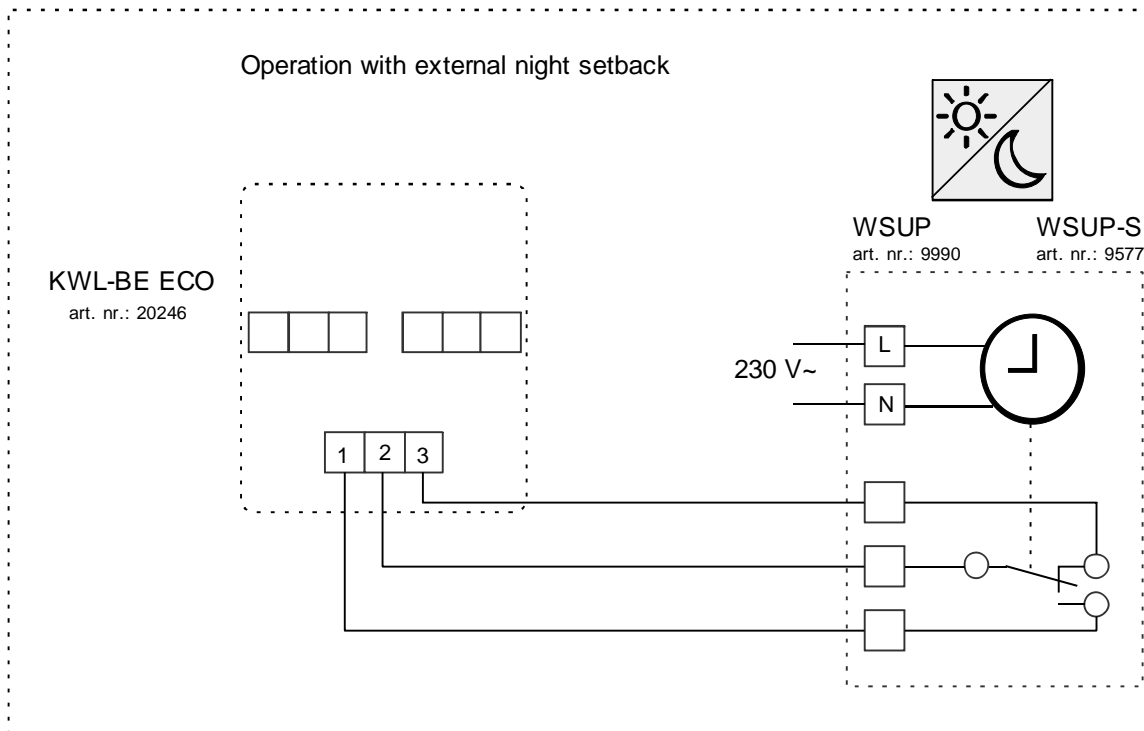 Operation with external night setback
WSUP
WSUP-S
art. nr.: 9990
art. nr.: 9577
KWL-BE ECO
art. nr.: 20246
L
230 V~
N
1 2 3